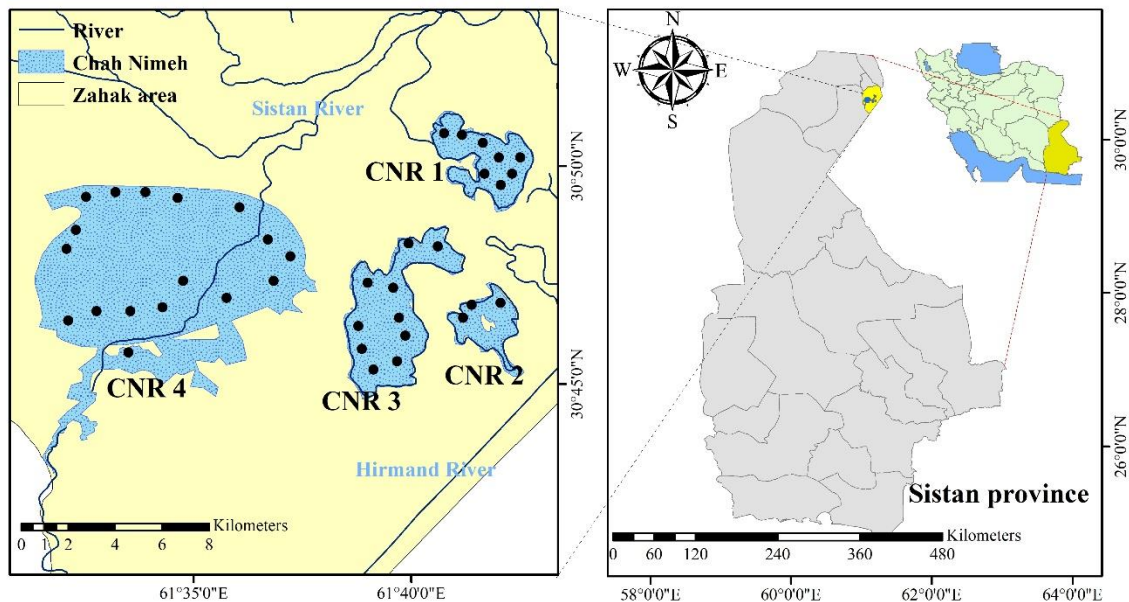 River
Chah Nimeh
Zahak area
Sistan River
CNR 1
CNR 2
CNR 3
CNR 4
Hirmand River
Kilometers
0 1 2 4 6 8
61°35'0"E
61°40'0"E
30°50'0"N
30°45'0"N
N
W
E
S
Sistan province
Kilometers
0 60 120 240 360 480
58°0'0"E
60°0'0"E
62°0'0"E
64°0'0"E
30°0'0"N
28°0'0"N
26°0'0"N